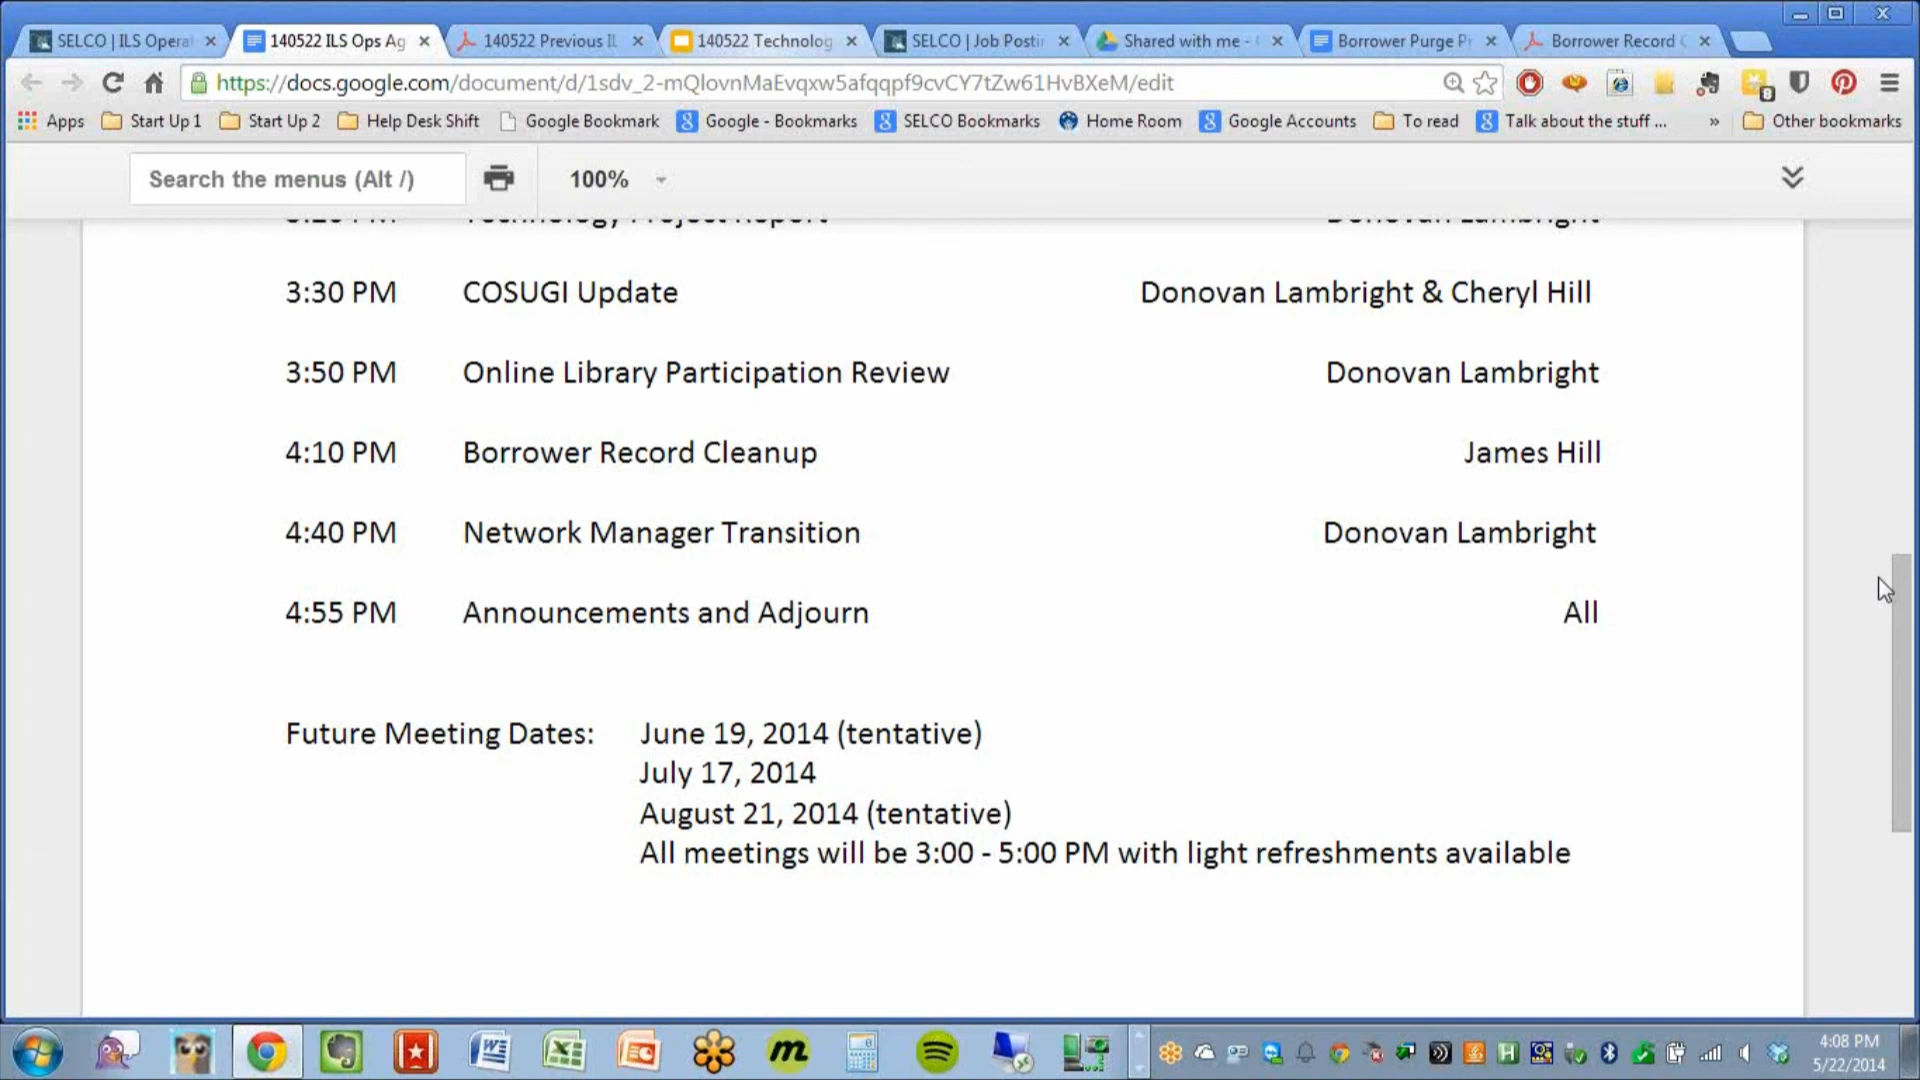 SELCO | ILS Opera
140522 ILS Ops Ag
140522 Previous IL
140522 Technolog
SELCO | Job Postin
Shared with me -
Borrower Purge Pr
Borrower Record C
https://docs.google.com/document/d/1sdv_2-mQlovnMaEvqxw5afqqpf9cvCY7tZw61HvBXeM/edit
Apps Start Up 1 Start Up 2 Help Desk Shift Google Bookmark Google - Bookmarks SELCO Bookmarks Home Room Google Accounts To read Talk about the stuff ... » Other bookmarks
Search the menus (Alt /) 100%
Technology Project Report Donovan Lambright
3:30 PM COSUGI Update Donovan Lambright & Cheryl Hill
3:50 PM Online Library Participation Review Donovan Lambright
4:10 PM Borrower Record Cleanup James Hill
4:40 PM Network Manager Transition Donovan Lambright
4:55 PM Announcements and Adjourn All
Future Meeting Dates: June 19, 2014 (tentative)
July 17, 2014
August 21, 2014 (tentative)
All meetings will be 3:00 - 5:00 PM with light refreshments available
4:08 PM
5/22/2014